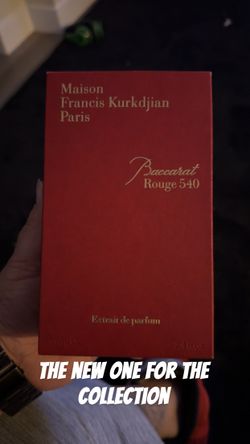 Maison
Francis Kurkdjian
Paris
Baccarat
Rouge 540
Extrait de parfum
THE NEW ONE FOR THE
COLLECTION